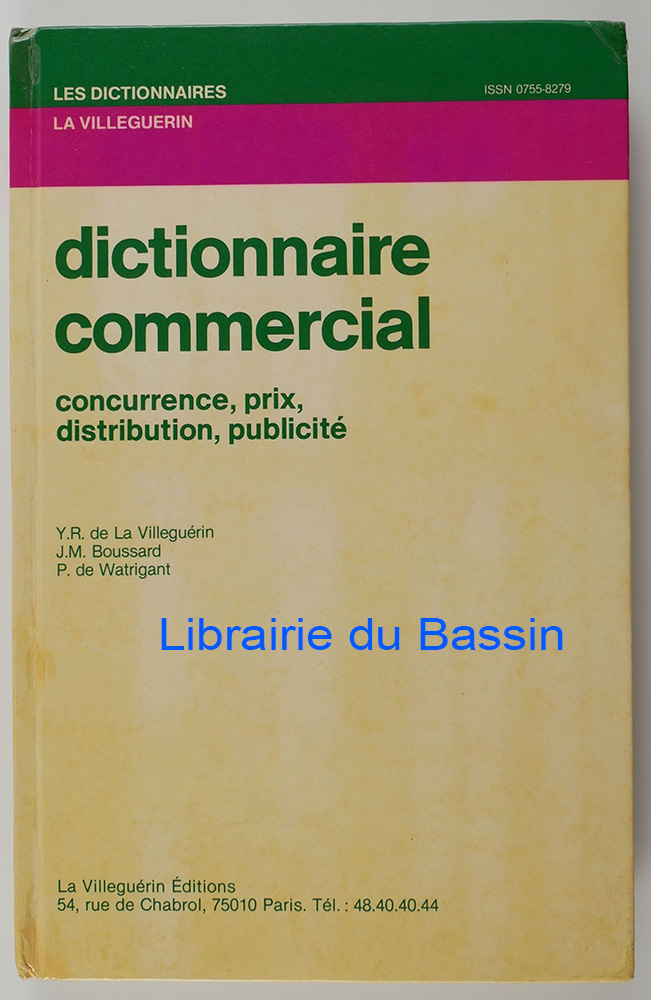 LES DICTIONNAIRES
ISSN 0755-8279
LA VILLEGUERIN
dictionnaire
commercial
concurrence, prix,
distribution, publicité
Y.R. de La Villeguérin
J.M. Boussard
P. de Watrigant
Librairie du Bassin
La Villeguérin Éditions
54, rue de Chabrol, 75010 Paris. Tél. : 48.40.40.44